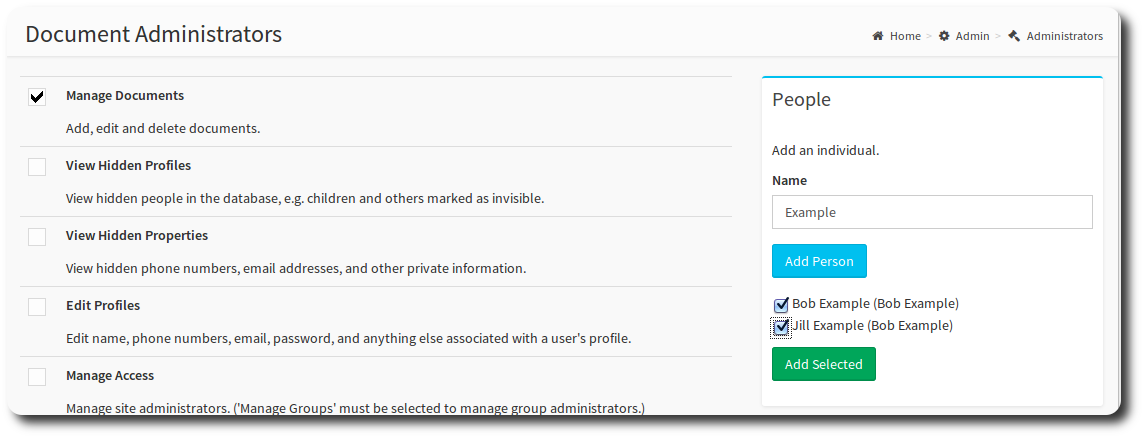 Document Administrators
Home > Admin > Administrators
Manage Documents
Add, edit and delete documents.
View Hidden Profiles
View hidden people in the database, e.g. children and others marked as invisible.
View Hidden Properties
View hidden phone numbers, email addresses, and other private information.
Edit Profiles
Edit name, phone numbers, email, password, and anything else associated with a user's profile.
Manage Access
Manage site administrators. ('Manage Groups' must be selected to manage group administrators.)
People
Add an individual.
Name
Example
Add Person
Bob Example (Bob Example)
Jill Example (Bob Example)
Add Selected